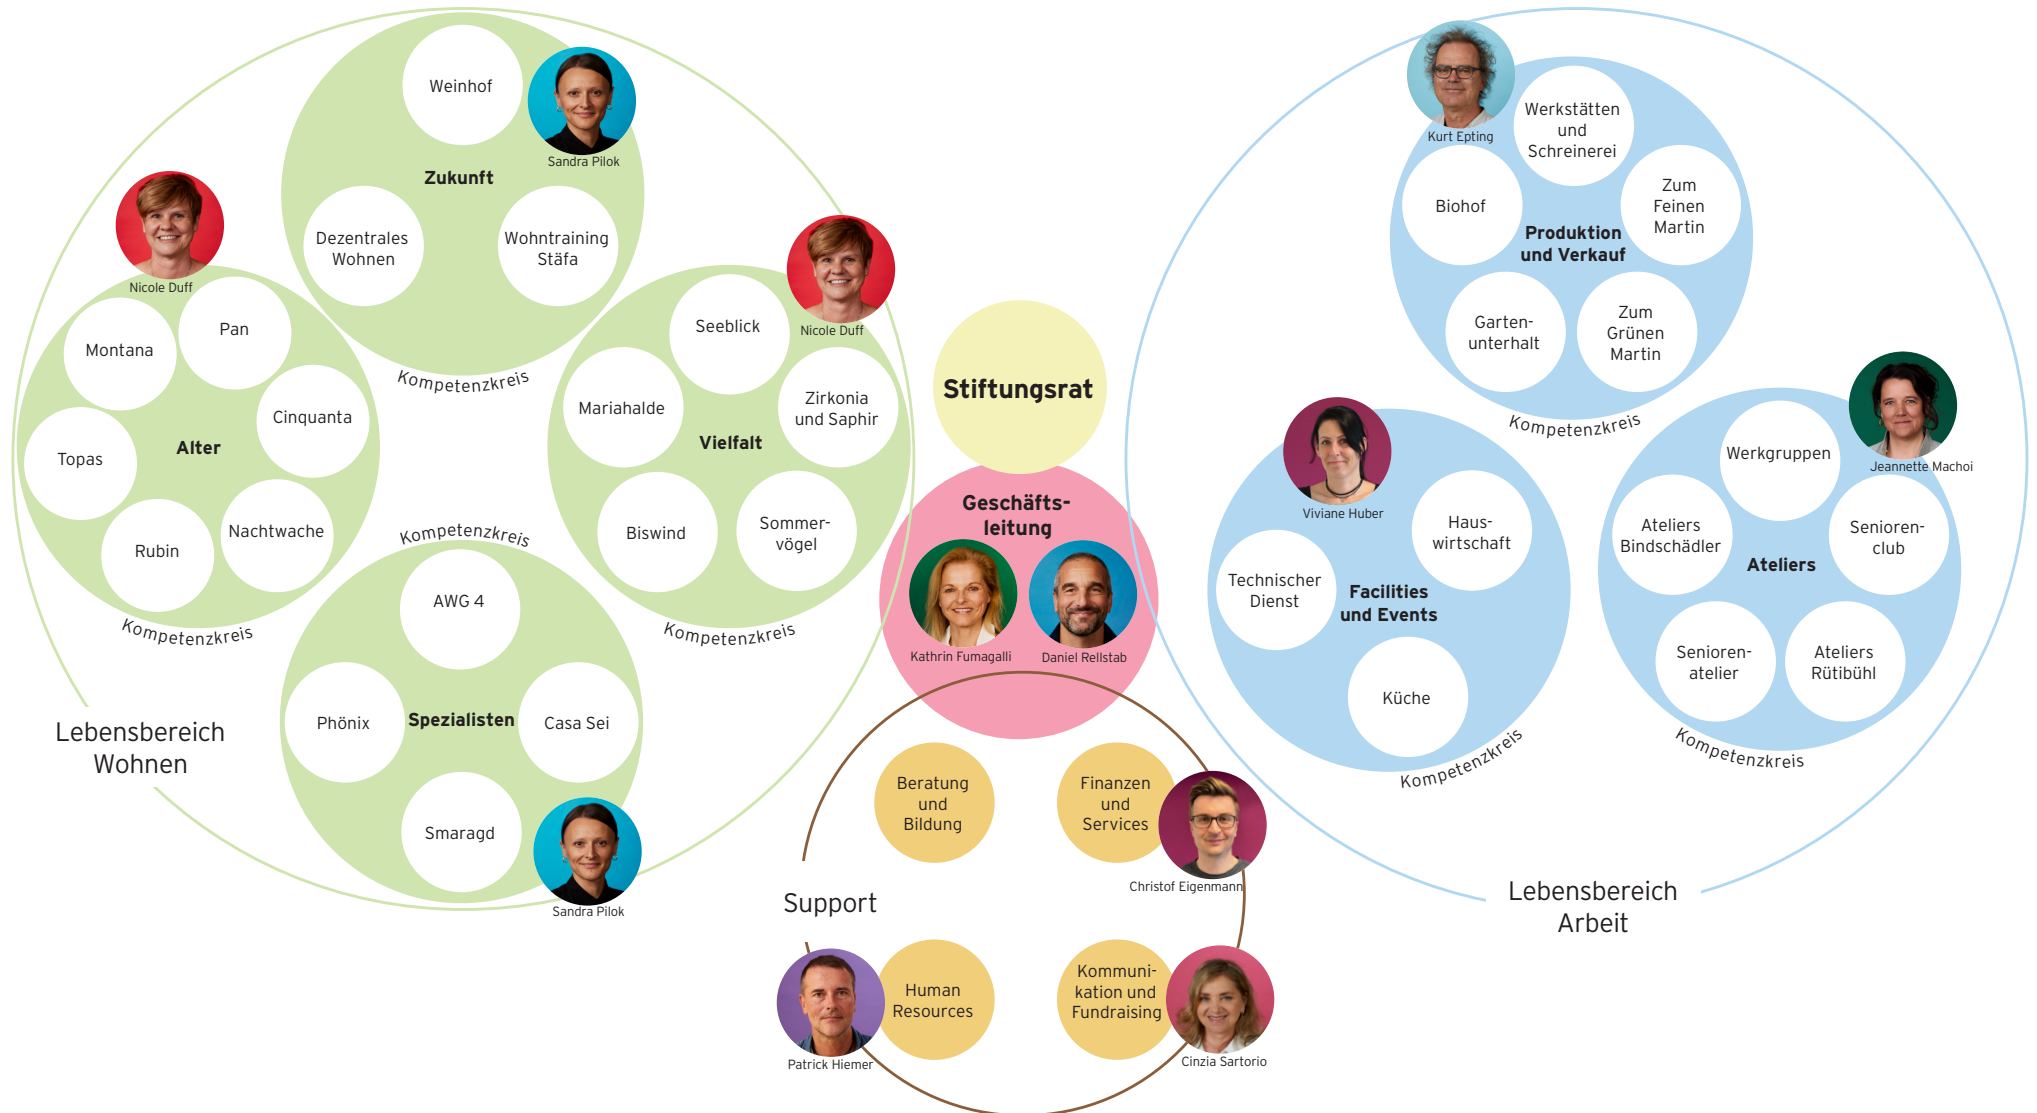 Weinhof
Sandra Pilok
Zukunft
Dezentrales
Wohnen
Wohntraining
Stäfa
Kompetenzkreis
Nicole Duff
Pan
Montana
Cinquanta
Topas
Alter
Nachtwache
Rubin
Kompetenzkreis
Nicole Duff
Seeblick
Mariahalde
Zirkonia
und Saphir
Vielfalt
Biswind
Sommer-
vögel
Kompetenzkreis
Kompetenzkreis
AWG 4
Phönix
Spezialisten
Casa Sei
Smaragd
Sandra Pilok
Lebensbereich
Wohnen
Stiftungsrat
Geschäfts-
leitung
Kathrin Fumagalli
Daniel Rellstab
Beratung
und
Bildung
Finanzen
und
Services
Christof Eigenmann
Support
Human
Resources
Patrick Hiemer
Kommuni-
kation und
Fundraising
Cinzia Sartorio
Kurt Epting
Werkstätten
und
Schreinerei
Biohof
Zum
Feinen
Martin
Produktion
und Verkauf
Garten-
unterhalt
Zum
Grünen
Martin
Kompetenzkreis
Viviane Huber
Haus-
wirtschaft
Technischer
Dienst
Facilities
und Events
Küche
Kompetenzkreis
Jeannette Machoi
Werkgruppen
Ateliers
Bindschädler
Senioren-
club
Ateliers
Senioren-
atelier
Ateliers
Rütibühl
Kompetenzkreis
Lebensbereich
Arbeit